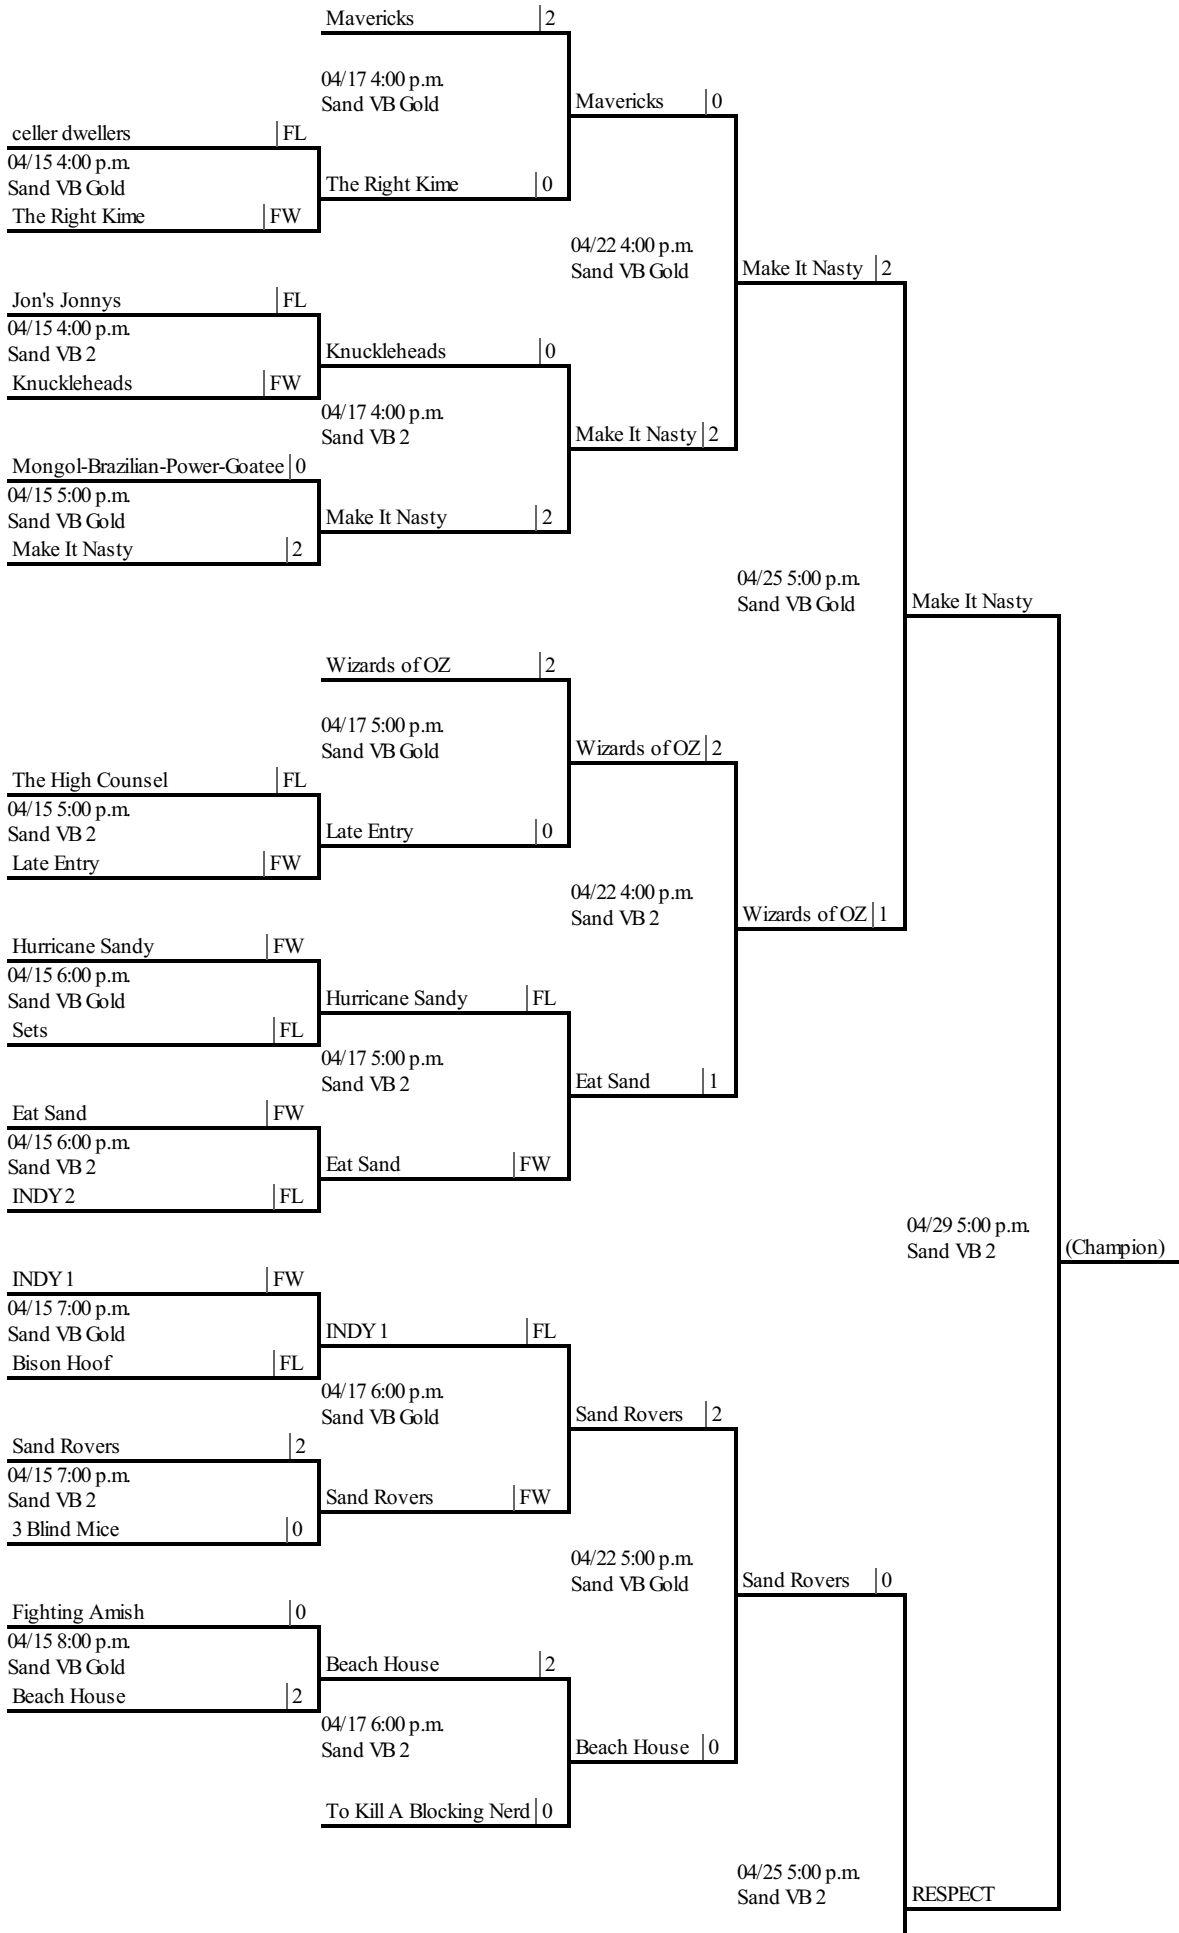 Mavericks 2
04/17 4:00 p.m.
Sand VB Gold
Mavericks 0
celler dwellers FL
04/15 4:00 p.m.
Sand VB Gold
The Right Kime 0
The Right Kime FW
04/22 4:00 p.m.
Sand VB Gold
Make It Nasty 2
Jon's Jonnys FL
04/15 4:00 p.m.
Sand VB 2
Knuckleheads 0
Knuckleheads FW
04/17 4:00 p.m.
Sand VB 2
Make It Nasty 2
Mongol-Brazilian-Power-Goatee 0
04/15 5:00 p.m.
Sand VB Gold
Make It Nasty 2
Make It Nasty 2
04/25 5:00 p.m.
Sand VB Gold
Make It Nasty
Wizards of OZ 2
04/17 5:00 p.m.
Sand VB Gold
Wizards of OZ 2
The High Counsel FL
04/15 5:00 p.m.
Sand VB 2
Late Entry 0
Late Entry FW
04/22 4:00 p.m.
Sand VB 2
Wizards of OZ 1
Hurricane Sandy FW
04/15 6:00 p.m.
Sand VB Gold
Hurricane Sandy FL
Sets FL
04/17 5:00 p.m.
Sand VB 2
Eat Sand 1
Eat Sand FW
04/15 6:00 p.m.
Sand VB 2
Eat Sand FW
INDY 2 FL
04/29 5:00 p.m.
Sand VB 2
(Champion)
INDY 1 FW
04/15 7:00 p.m.
Sand VB Gold
INDY 1 FL
Bison Hoof FL
04/17 6:00 p.m.
Sand VB Gold
Sand Rovers 2
Sand Rovers 2
04/15 7:00 p.m.
Sand VB 2
Sand Rovers FW
3 Blind Mice 0
04/22 5:00 p.m.
Sand VB Gold
Sand Rovers 0
Fighting Amish 0
04/15 8:00 p.m.
Sand VB Gold
Beach House 2
Beach House 2
04/17 6:00 p.m.
Sand VB 2
Beach House 0
To Kill A Blocking Nerd 0
04/25 5:00 p.m.
Sand VB 2
RESPECT